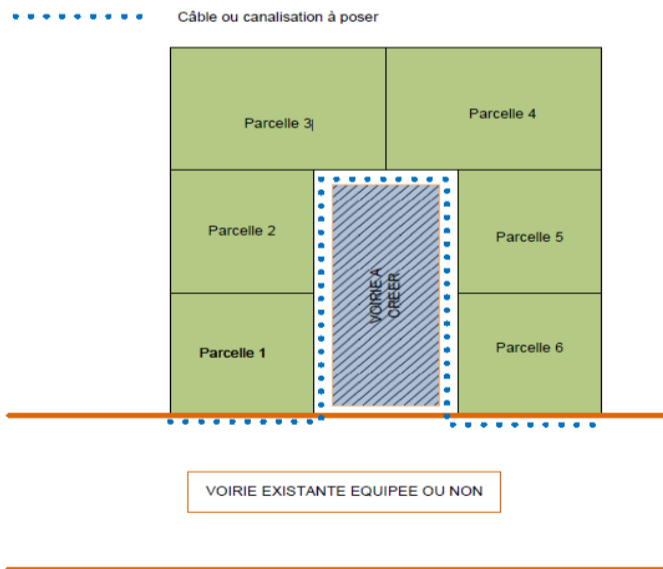 Câble ou canalisation à poser
Parcelle 3
Parcelle 4
Parcelle 2
Parcelle 5
VOIRIE A
CREER
Parcelle 1
Parcelle 6
VOIRIE EXISTANTE EQUIPEE OU NON